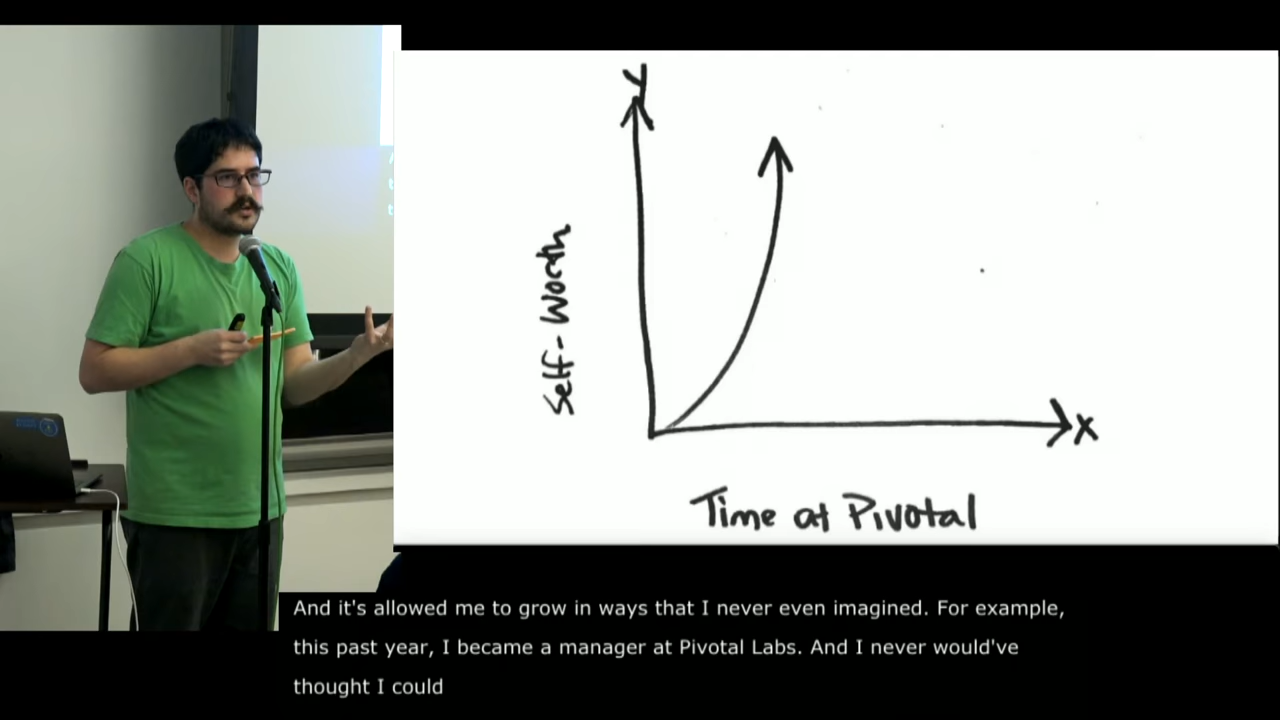 Y
Self-Worth
X
Time at Pivotal
And it's allowed me to grow in ways that I never even imagined. For example,
this past year, I became a manager at Pivotal Labs. And I never would've
thought I could